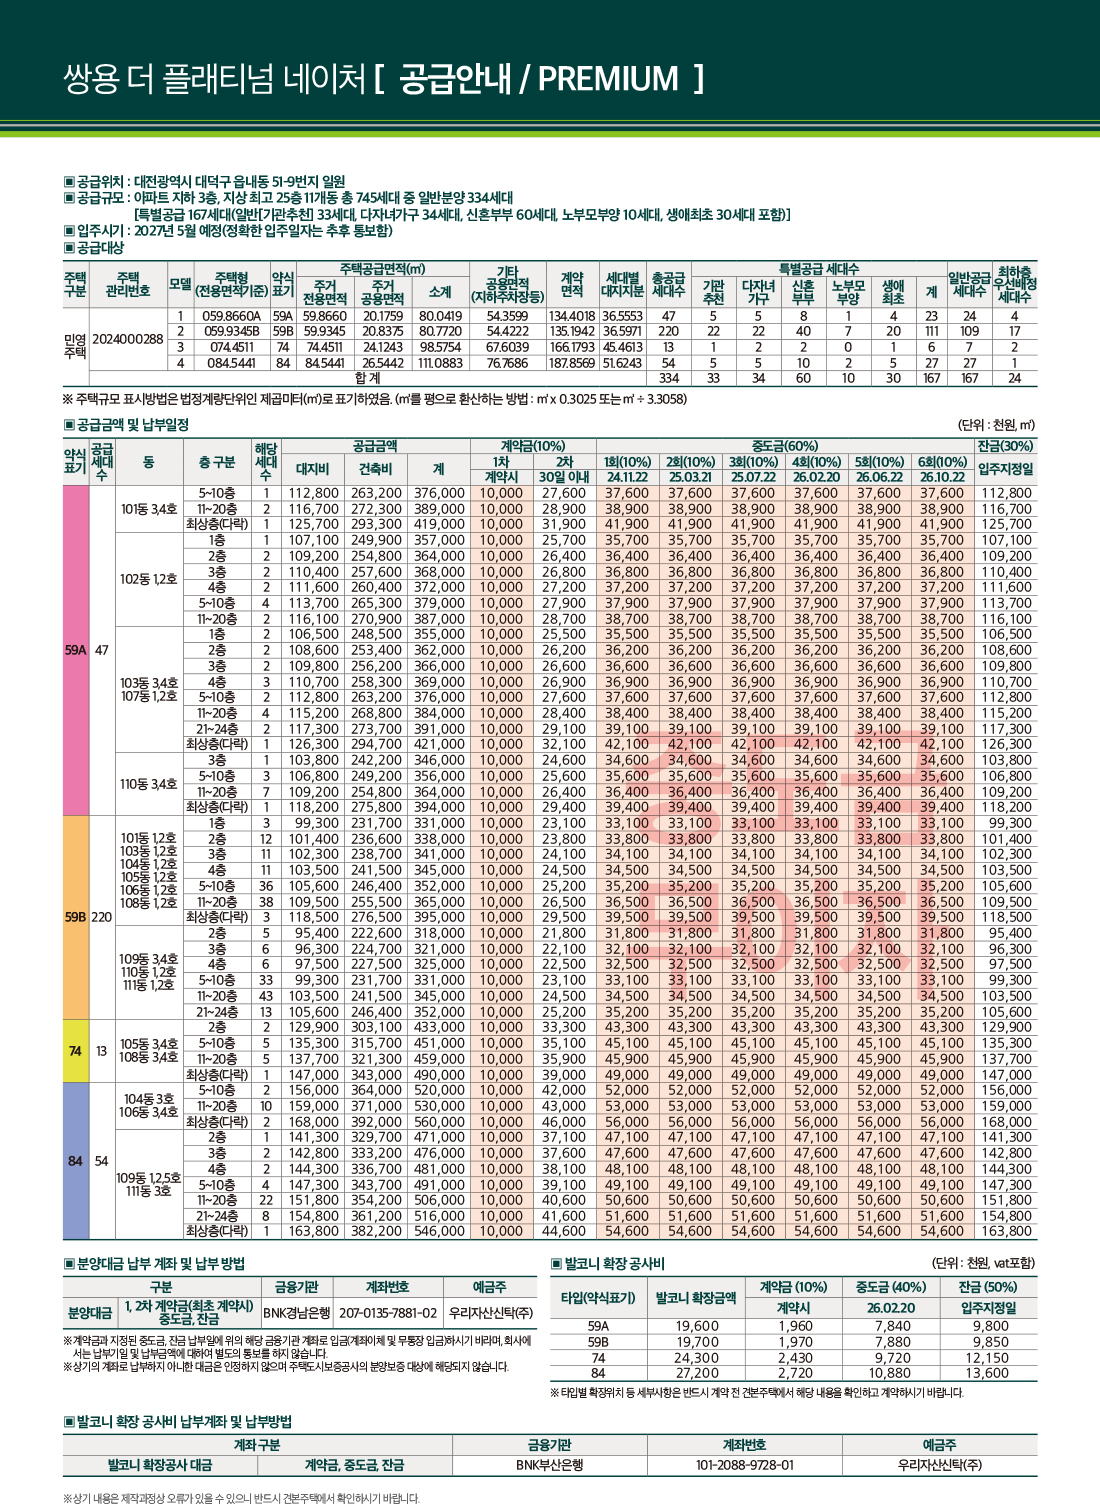 쌍용 더 플래티넘 네이처 [ 공급안내 / PREMIUM ]
▣ 공급위치 : 대전광역시 대덕구 읍내동 51-9번지 일원
▣ 공급규모 : 아파트 지하 3층, 지상 최고 25층 11개동 총 745세대 중 일반분양 334세대
[특별공급 167세대(일반[기관추천] 33세대, 다자녀가구 34세대, 신혼부부 60세대, 노부모부양 10세대, 생애최초 30세대 포함)]
▣ 입주시기 : 2027년 5월 예정(정확한 입주일자는 추후 통보함)
▣ 공급대상
주택구분 주택관리번호 모델 주택형(전용면적기준) 약식표기 주택공급면적(㎡) 기타공용면적(지하주차장등) 계약면적 세대별대지지분 총공급세대수 특별공급 세대수 일반공급세대수 최하층우선배정세대수
주거전용면적 주거공용면적 소계 기관추천 다자녀가구 신혼부부 노부모부양 생애최초 계
민영주택 2024000288
1 059.8660A 59A 59.8660 20.1759 80.0419 54.3599 134.4018 36.5553 47 5 5 8 1 4 23 24 4
2 059.9345B 59B 59.9345 20.8375 80.7720 54.4222 135.1942 36.5971 220 22 22 40 7 20 111 109 17
3 074.4511 74 74.4511 24.1243 98.5754 67.6039 166.1793 45.4613 13 1 2 2 0 1 6 7 2
4 084.5441 84 84.5441 26.5442 111.0883 76.7686 187.8569 51.6243 54 5 5 10 2 5 27 27 1
합 계 334 33 34 60 10 30 167 167 24
※ 주택규모 표시방법은 법정계량단위인 제곱미터(㎡)로 표기하였음. (㎡를 평으로 환산하는 방법 : ㎡ x 0.3025 또는 ㎡ ÷ 3.3058)
▣ 공급금액 및 납부일정 (단위 : 천원, ㎡)
약식표기 공급세대수 동 층 구분 해당세대수 공급금액 계약금(10%) 중도금(60%) 잔금(30%)
대지비 건축비 계 1차 2차 1회(10%) 2회(10%) 3회(10%) 4회(10%) 5회(10%) 6회(10%) 입주지정일
계약시 30일 이내 24.11.22 25.03.21 25.07.22 26.02.20 26.06.22 26.10.22
59A 47
101동 3,4호
5~10층 1 112,800 263,200 376,000 10,000 27,600 37,600 37,600 37,600 37,600 37,600 37,600 112,800
11~20층 2 116,700 272,300 389,000 10,000 28,900 38,900 38,900 38,900 38,900 38,900 38,900 116,700
최상층(다락) 1 125,700 293,300 419,000 10,000 31,900 41,900 41,900 41,900 41,900 41,900 41,900 125,700
102동 1,2호
1층 1 107,100 249,900 357,000 10,000 25,700 35,700 35,700 35,700 35,700 35,700 35,700 107,100
2층 2 109,200 254,800 364,000 10,000 26,400 36,400 36,400 36,400 36,400 36,400 36,400 109,200
3층 2 110,400 257,600 368,000 10,000 26,800 36,800 36,800 36,800 36,800 36,800 36,800 110,400
4층 2 111,600 260,400 372,000 10,000 27,200 37,200 37,200 37,200 37,200 37,200 37,200 111,600
5~10층 4 113,700 265,300 379,000 10,000 27,900 37,900 37,900 37,900 37,900 37,900 37,900 113,700
11~20층 2 116,100 270,900 387,000 10,000 28,700 38,700 38,700 38,700 38,700 38,700 38,700 116,100
103동 3,4호
107동 1,2호
1층 2 106,500 248,500 355,000 10,000 25,500 35,500 35,500 35,500 35,500 35,500 35,500 106,500
2층 2 108,600 253,400 362,000 10,000 26,200 36,200 36,200 36,200 36,200 36,200 36,200 108,600
3층 2 109,800 256,200 366,000 10,000 26,600 36,600 36,600 36,600 36,600 36,600 36,600 109,800
4층 3 110,700 258,300 369,000 10,000 26,900 36,900 36,900 36,900 36,900 36,900 36,900 110,700
5~10층 2 112,800 263,200 376,000 10,000 27,600 37,600 37,600 37,600 37,600 37,600 37,600 112,800
11~20층 4 115,200 268,800 384,000 10,000 28,400 38,400 38,400 38,400 38,400 38,400 38,400 115,200
21~24층 2 117,300 273,700 391,000 10,000 29,100 39,100 39,100 39,100 39,100 39,100 39,100 117,300
최상층(다락) 1 126,300 294,700 421,000 10,000 32,100 42,100 42,100 42,100 42,100 42,100 42,100 126,300
110동 3,4호
3층 1 103,800 242,200 346,000 10,000 24,600 34,600 34,600 34,600 34,600 34,600 34,600 103,800
5~10층 3 106,800 249,200 356,000 10,000 25,600 35,600 35,600 35,600 35,600 35,600 35,600 106,800
11~20층 7 109,200 254,800 364,000 10,000 26,400 36,400 36,400 36,400 36,400 36,400 36,400 109,200
최상층(다락) 1 118,200 275,800 394,000 10,000 29,400 39,400 39,400 39,400 39,400 39,400 39,400 118,200
중도금
무이자
59B 220
101동 1,2호
103동 1,2호
104동 1,2호
105동 1,2호
106동 1,2호
108동 1,2호
1층 3 99,300 231,700 331,000 10,000 23,100 33,100 33,100 33,100 33,100 33,100 33,100 99,300
2층 12 101,400 236,600 338,000 10,000 23,800 33,800 33,800 33,800 33,800 33,800 33,800 101,400
3층 11 102,300 238,700 341,000 10,000 24,100 34,100 34,100 34,100 34,100 34,100 34,100 102,300
4층 11 103,500 241,500 345,000 10,000 24,500 34,500 34,500 34,500 34,500 34,500 34,500 103,500
5~10층 36 105,600 246,400 352,000 10,000 25,200 35,200 35,200 35,200 35,200 35,200 35,200 105,600
11~20층 38 109,500 255,500 365,000 10,000 26,500 36,500 36,500 36,500 36,500 36,500 36,500 109,500
최상층(다락) 3 118,500 276,500 395,000 10,000 29,500 39,500 39,500 39,500 39,500 39,500 39,500 118,500
109동 3,4호
110동 1,2호
111동 1,2호
2층 5 95,400 222,600 318,000 10,000 21,800 31,800 31,800 31,800 31,800 31,800 31,800 95,400
3층 6 96,300 224,700 321,000 10,000 22,100 32,100 32,100 32,100 32,100 32,100 32,100 96,300
4층 6 97,500 227,500 325,000 10,000 22,500 32,500 32,500 32,500 32,500 32,500 32,500 97,500
5~10층 33 99,300 231,700 331,000 10,000 23,100 33,100 33,100 33,100 33,100 33,100 33,100 99,300
11~20층 43 103,500 241,500 345,000 10,000 24,500 34,500 34,500 34,500 34,500 34,500 34,500 103,500
21~24층 13 105,600 246,400 352,000 10,000 25,200 35,200 35,200 35,200 35,200 35,200 35,200 105,600
74 13
105동 3,4호
108동 3,4호
2층 2 129,900 303,100 433,000 10,000 33,300 43,300 43,300 43,300 43,300 43,300 43,300 129,900
5~10층 5 135,300 315,700 451,000 10,000 35,100 45,100 45,100 45,100 45,100 45,100 45,100 135,300
11~20층 5 137,700 321,300 459,000 10,000 35,900 45,900 45,900 45,900 45,900 45,900 45,900 137,700
최상층(다락) 1 147,000 343,000 490,000 10,000 39,000 49,000 49,000 49,000 49,000 49,000 49,000 147,000
84 54
104동 3호
106동 3,4호
5~10층 2 156,000 364,000 520,000 10,000 42,000 52,000 52,000 52,000 52,000 52,000 52,000 156,000
11~20층 10 159,000 371,000 530,000 10,000 43,000 53,000 53,000 53,000 53,000 53,000 53,000 159,000
최상층(다락) 2 168,000 392,000 560,000 10,000 46,000 56,000 56,000 56,000 56,000 56,000 56,000 168,000
109동 1,2,5호
111동 3호
2층 1 141,300 329,700 471,000 10,000 37,100 47,100 47,100 47,100 47,100 47,100 47,100 141,300
3층 2 142,800 333,200 476,000 10,000 37,600 47,600 47,600 47,600 47,600 47,600 47,600 142,800
4층 2 144,300 336,700 481,000 10,000 38,100 48,100 48,100 48,100 48,100 48,100 48,100 144,300
5~10층 4 147,300 343,700 491,000 10,000 39,100 49,100 49,100 49,100 49,100 49,100 49,100 147,300
11~20층 22 151,800 354,200 506,000 10,000 40,600 50,600 50,600 50,600 50,600 50,600 50,600 151,800
21~24층 8 154,800 361,200 516,000 10,000 41,600 51,600 51,600 51,600 51,600 51,600 51,600 154,800
최상층(다락) 1 163,800 382,200 546,000 10,000 44,600 54,600 54,600 54,600 54,600 54,600 54,600 163,800
▣ 분양대금 납부 계좌 및 납부 방법
구분 금융기관 계좌번호 예금주
분양대금 1, 2차 계약금(최초 계약시) 중도금, 잔금 BNK경남은행 207-0135-7881-02 우리자산신탁(주)
※ 계약금과 지정된 중도금, 잔금 납부일에 위의 해당 금융기관 계좌로 입금(계좌이체 및 무통장 입금)하시기 바라며, 회사에
서는 납부기일 및 납부금액에 대하여 별도의 통보를 하지 않습니다.
※ 상기의 계좌로 납부하지 아니한 대금은 인정하지 않으며 주택도시보증공사의 분양보증 대상에 해당되지 않습니다.
▣ 발코니 확장 공사비 (단위 : 천원, vat포함)
타입(약식표기) 발코니 확장금액 계약금 (10%) 중도금 (40%) 잔금 (50%)
계약시 26.02.20 입주지정일
59A 19,600 1,960 7,840 9,800
59B 19,700 1,970 7,880 9,850
74 24,300 2,430 9,720 12,150
84 27,200 2,720 10,880 13,600
※ 타입별 확장위치 등 세부사항은 반드시 계약 전 견본주택에서 해당 내용을 확인하고 계약하시기 바랍니다.
▣ 발코니 확장 공사비 납부계좌 및 납부방법
계좌 구분 금융기관 계좌번호 예금주
발코니 확장공사 대금 계약금, 중도금, 잔금 BNK부산은행 101-2088-9728-01 우리자산신탁(주)
※ 상기 내용은 제작과정상 오류가 있을 수 있으니 반드시 견본주택에서 확인하시기 바랍니다.